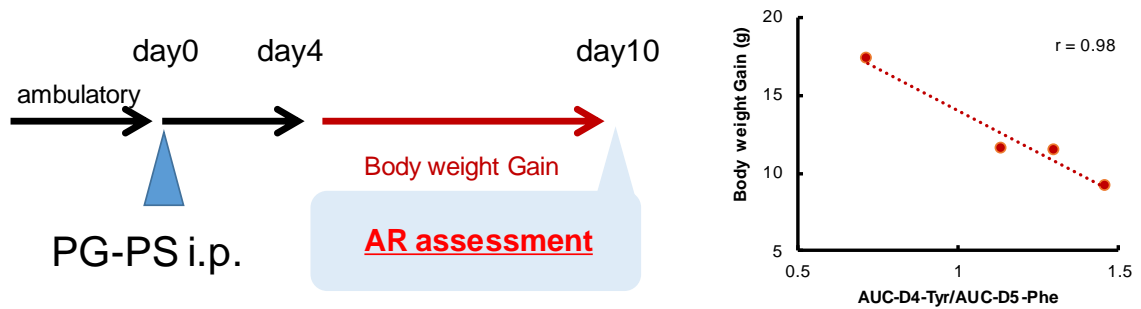 day0
day4
day10
ambulatory
Body weight Gain
AR assessment
PG-PS i.p.
Body weight Gain (g)
20
15
10
5
r = 0.98
0.5
1
1.5
AUC-D4-Tyr/AUC-D5-Phe